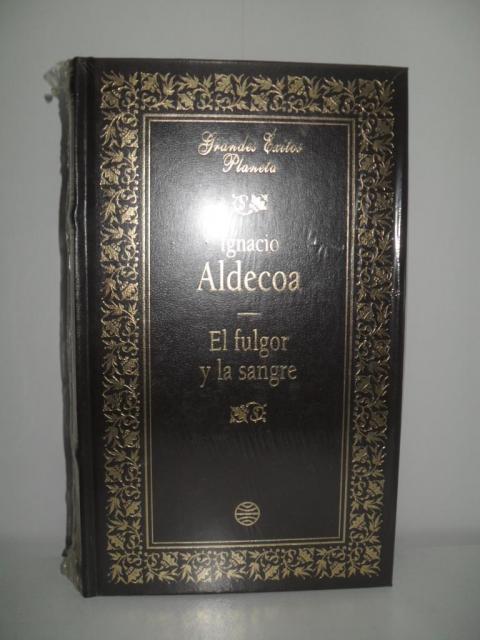 Grandes Éxitos
Planeta
Ignacio
Aldecoa
El fulgor
y la sangre